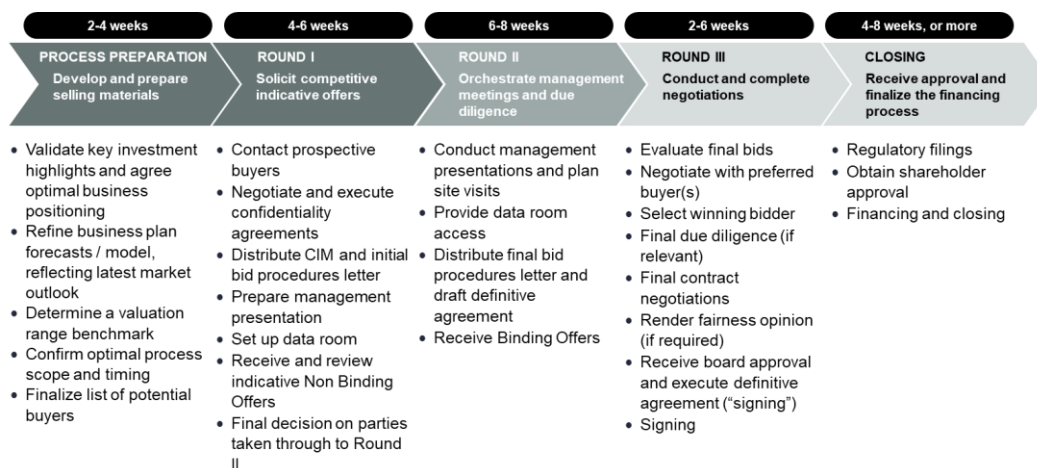 2-4 weeks
4-6 weeks
6-8 weeks
2-6 weeks
4-8 weeks, or more
PROCESS PREPARATION
Develop and prepare
selling materials
ROUND I
Solicit competitive
indicative offers
ROUND II
Orchestrate management
meetings and due
diligence
ROUND III
Conduct and complete
negotiations
CLOSING
Receive approval and
finalize the financing
process
• Validate key investment
highlights and agree
optimal business
positioning
• Refine business plan
forecasts / model,
reflecting latest market
outlook
• Determine a valuation
range benchmark
• Confirm optimal process
scope and timing
• Finalize list of potential
buyers
• Contact prospective
buyers
• Negotiate and execute
confidentiality
agreements
• Distribute CIM and initial
bid procedures letter
• Prepare management
presentation
• Set up data room
• Receive and review
indicative Non Binding
Offers
• Final decision on parties
taken through to Round
II
• Conduct management
presentations and plan
site visits
• Provide data room
access
• Distribute final bid
procedures letter and
draft definitive
agreement
• Receive Binding Offers
• Evaluate final bids
• Negotiate with preferred
buyer(s)
• Select winning bidder
• Final due diligence (if
relevant)
• Final contract
negotiations
• Render fairness opinion
(if required)
• Receive board approval
and execute definitive
agreement (“signing”)
• Signing
• Regulatory filings
• Obtain shareholder
approval
• Financing and closing